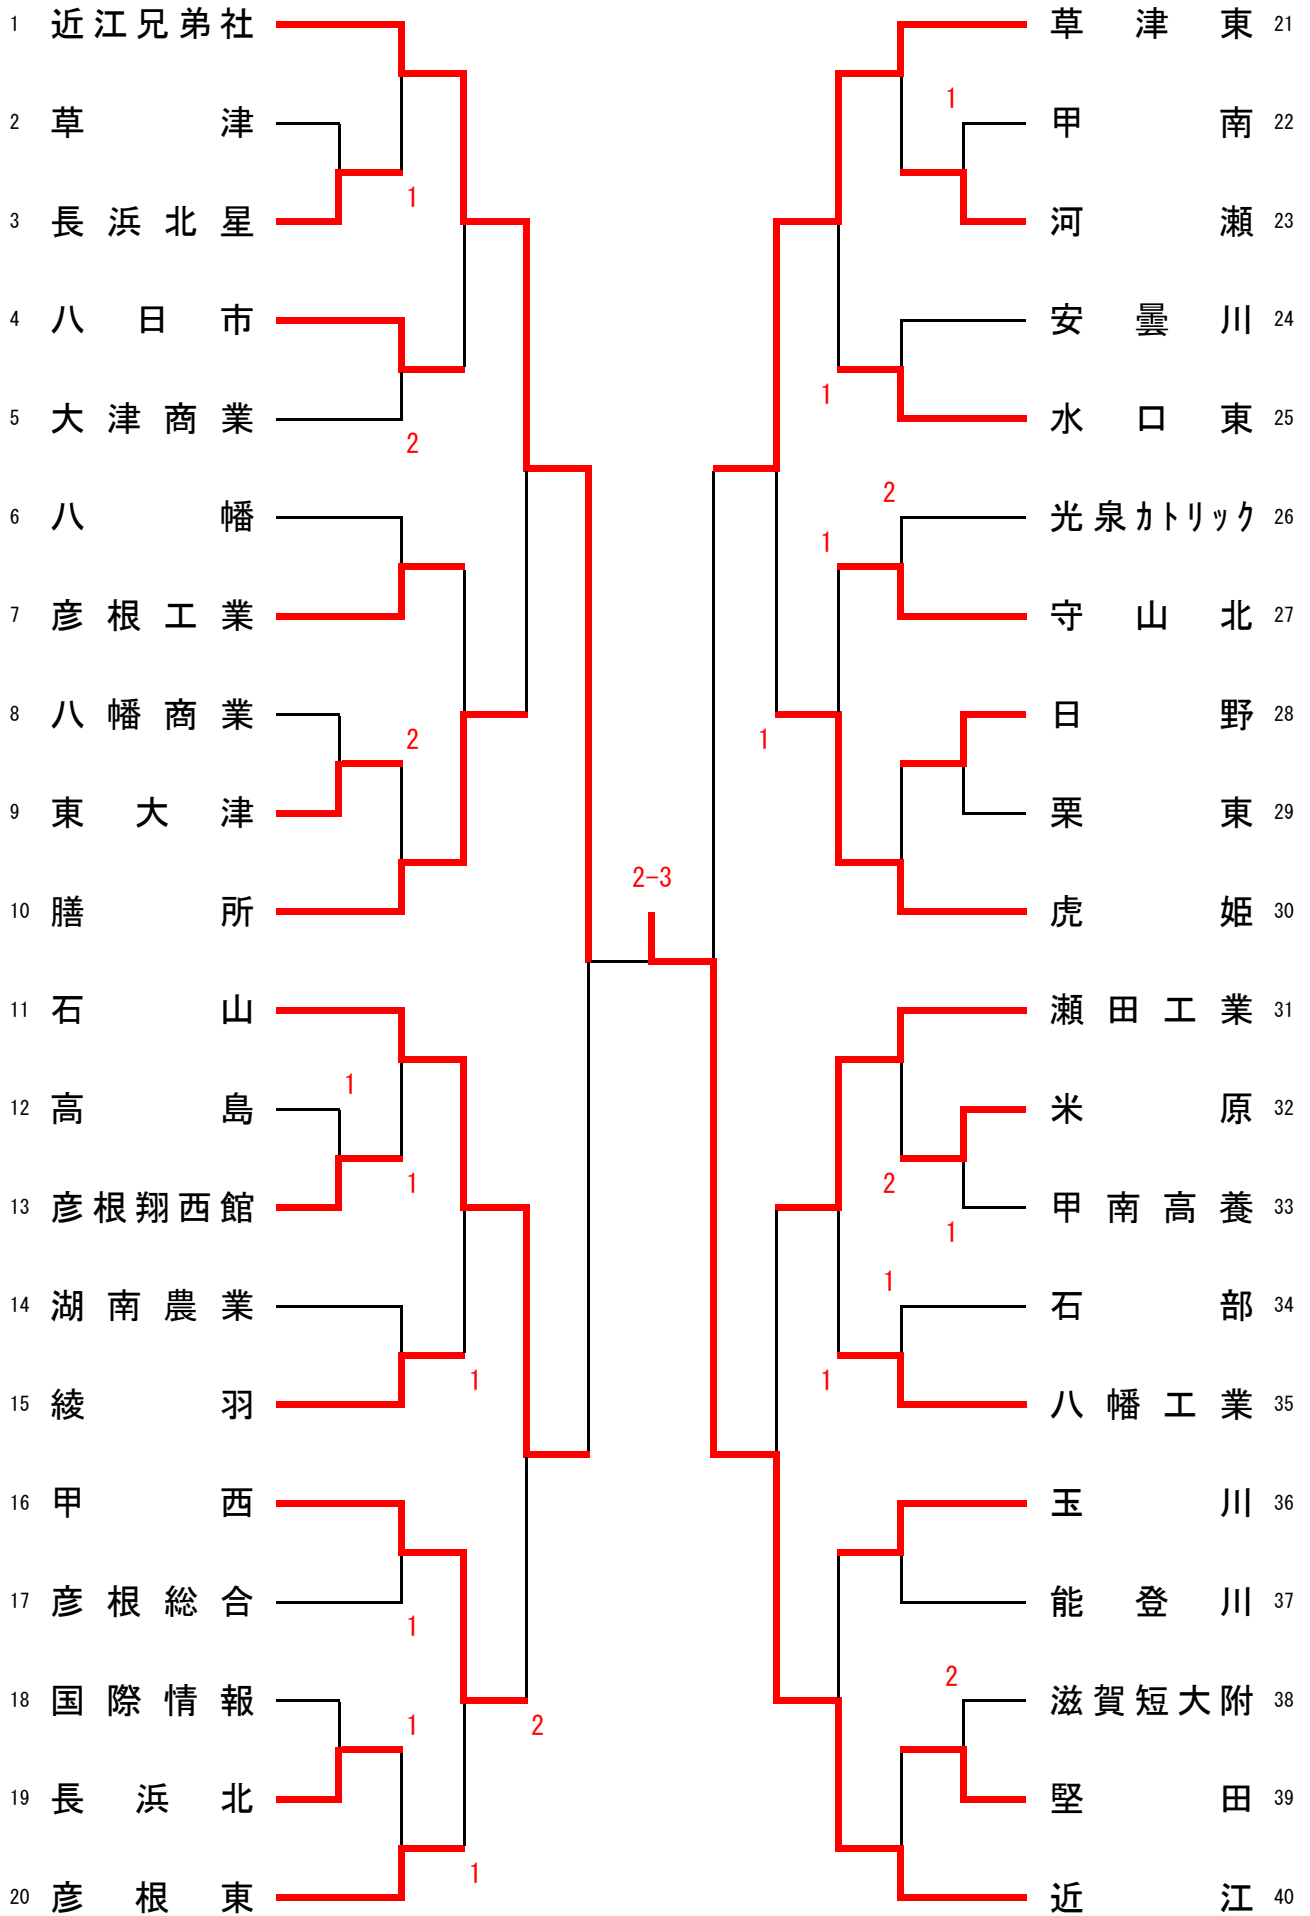 1 近江兄弟社
2 草津
1
3 長浜北星
4 八日市
5 大津商業
2
6 八幡
7 彦根工業
8 八幡商業
2
9 東大津
10 膳所
11 石山
1
12 高島
1
13 彦根翔西館
14 湖南農業
1
15 綾羽
16 甲西
17 彦根総合
1
18 国際情報
1
2
19 長浜北
1
20 彦根東
2-3
草津東 21
1
甲南 22
河瀬 23
安曇川 24
1
水口東 25
2
光泉カトリック 26
1
守山北 27
日野 28
1
栗東 29
虎姫 30
瀬田工業 31
米原 32
2
甲南高養 33
1
1
石部 34
1
八幡工業 35
玉川 36
能登川 37
2
滋賀短大附 38
堅田 39
近江 40